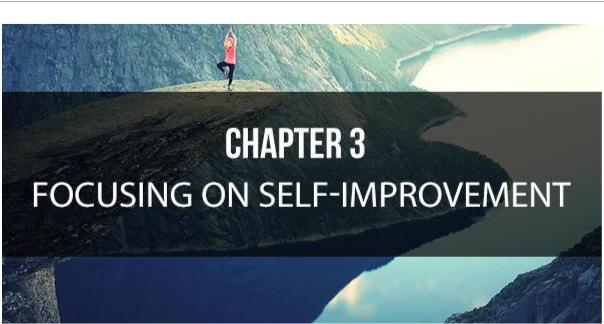 CHAPTER 3
FOCUSING ON SELF-IMPROVEMENT